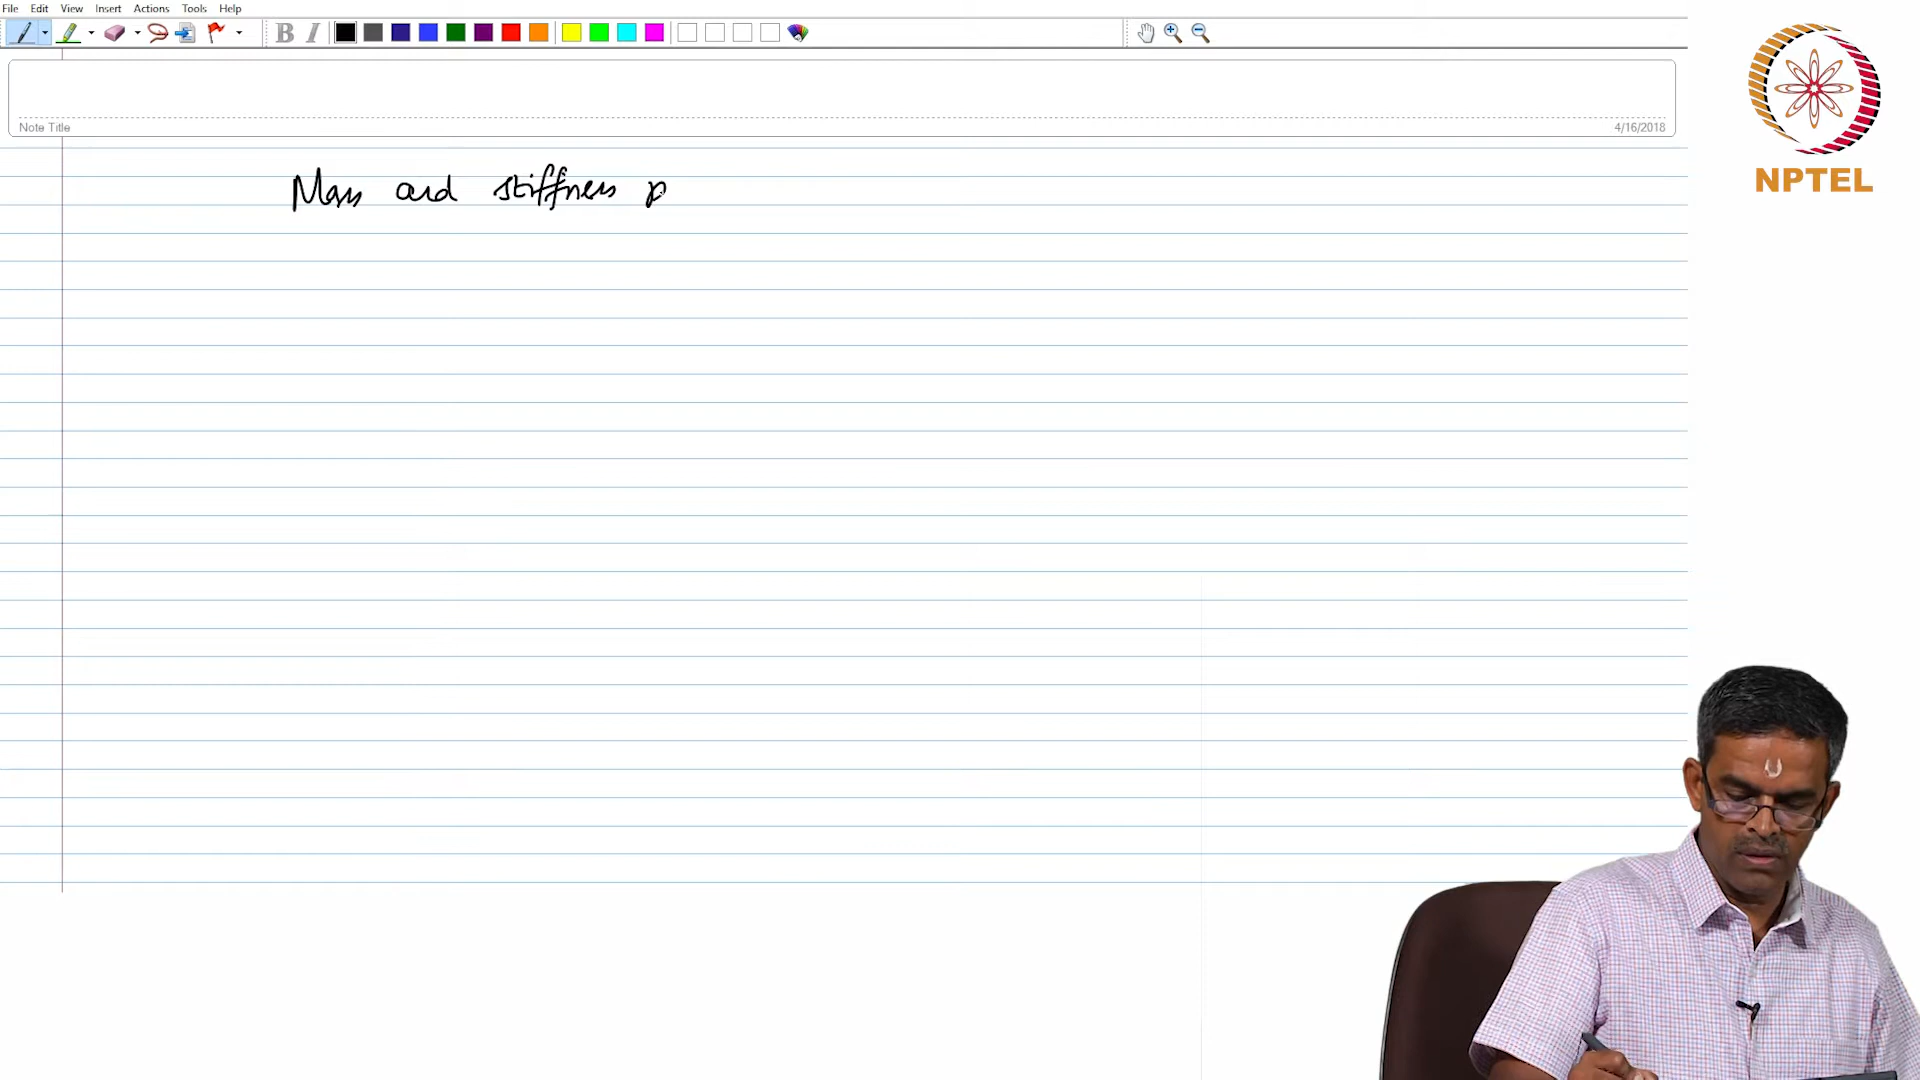 File Edit View Insert Actions Tools Help
B I
Note Title
4/16/2018
Mass and stiffness p
NPTEL